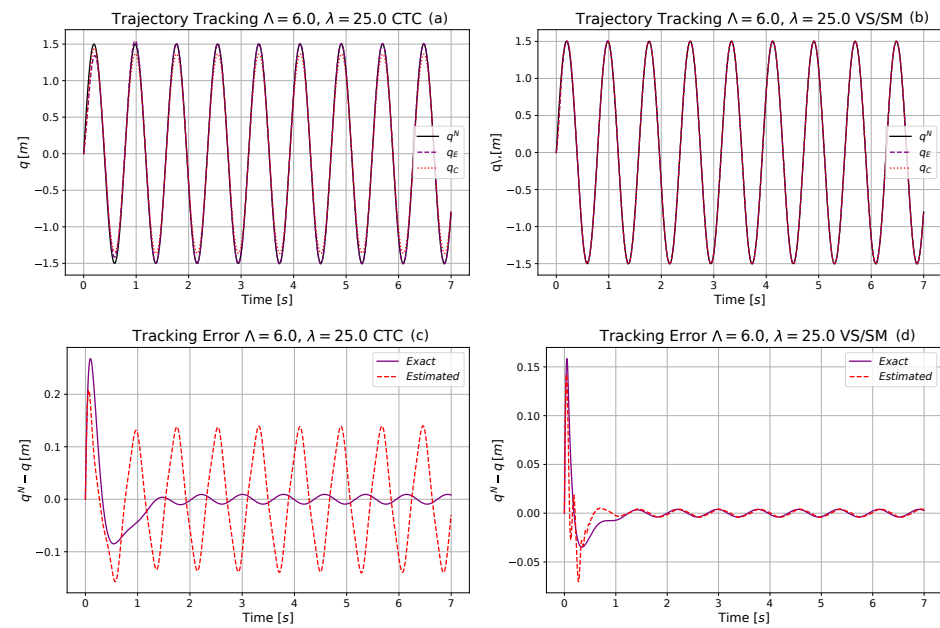 Trajectory Tracking Λ = 6.0, λ = 25.0 CTC (a)
1.5
1.0
0.5
0.0
−0.5
−1.0
−1.5
q [m]
q^N
q_E
q_C
0 1 2 3 4 5 6 7
Time [s]
Trajectory Tracking Λ = 6.0, λ = 25.0 VS/SM (b)
1.5
1.0
0.5
0.0
−0.5
−1.0
−1.5
q\,[m]
q^N
q_E
q_C
0 1 2 3 4 5 6 7
Time [s]
Tracking Error Λ = 6.0, λ = 25.0 CTC (c)
0.2
0.1
0.0
−0.1
q^N − q [m]
Exact
Estimated
0 1 2 3 4 5 6 7
Time [s]
Tracking Error Λ = 6.0, λ = 25.0 VS/SM (d)
0.15
0.10
0.05
0.00
−0.05
q^N − q [m]
Exact
Estimated
0 1 2 3 4 5 6 7
Time [s]